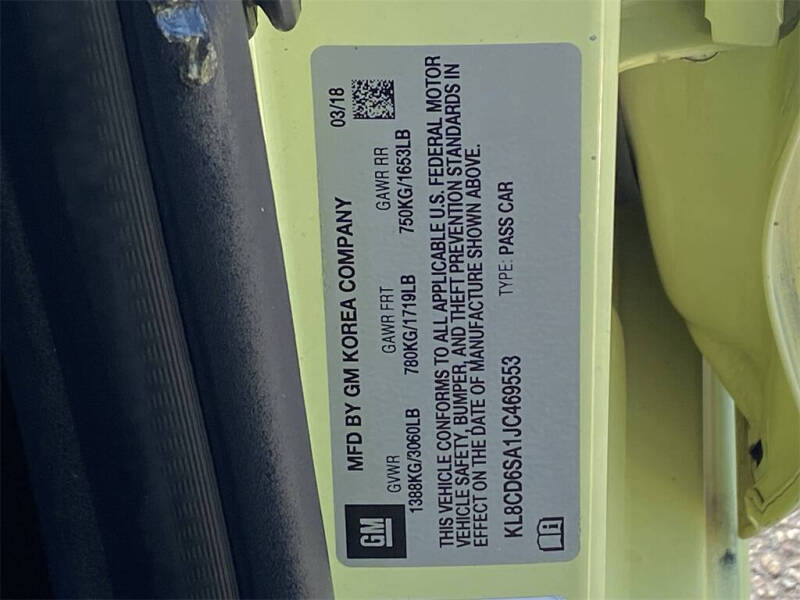 MFD BY GM KOREA COMPANY 03/18
GVWR GAWR FRT GAWR RR
1388KG/3060LB 780KG/1719LB 750KG/1653LB
THIS VEHICLE CONFORMS TO ALL APPLICABLE U.S. FEDERAL MOTOR
VEHICLE SAFETY, BUMPER, AND THEFT PREVENTION STANDARDS IN
EFFECT ON THE DATE OF MANUFACTURE SHOWN ABOVE.
KL8CD6SA1JC469553 TYPE: PASS CAR
GM